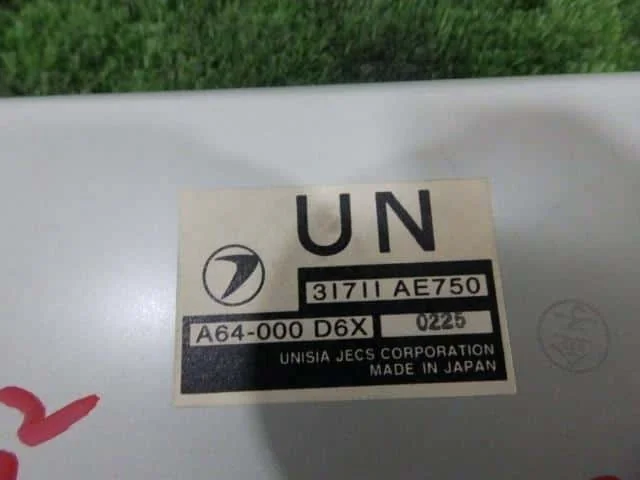 UN
31711 AE750
A64-000 D6X 0225
UNISIA JECS CORPORATION
MADE IN JAPAN